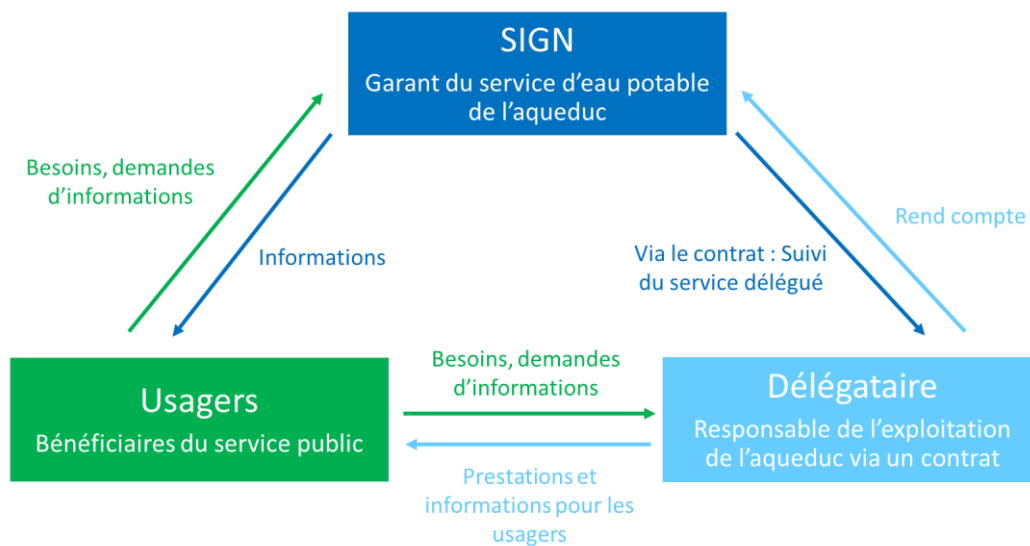 SIGN
Garant du service d’eau potable
de l’aqueduc
Besoins, demandes
d’informations
Informations
Via le contrat : Suivi
du service délégué
Rend compte
Usagers
Bénéficiaires du service public
Besoins, demandes
d’informations
Prestations et
informations pour les
usagers
Délégataire
Responsable de l’exploitation
de l’aqueduc via un contrat